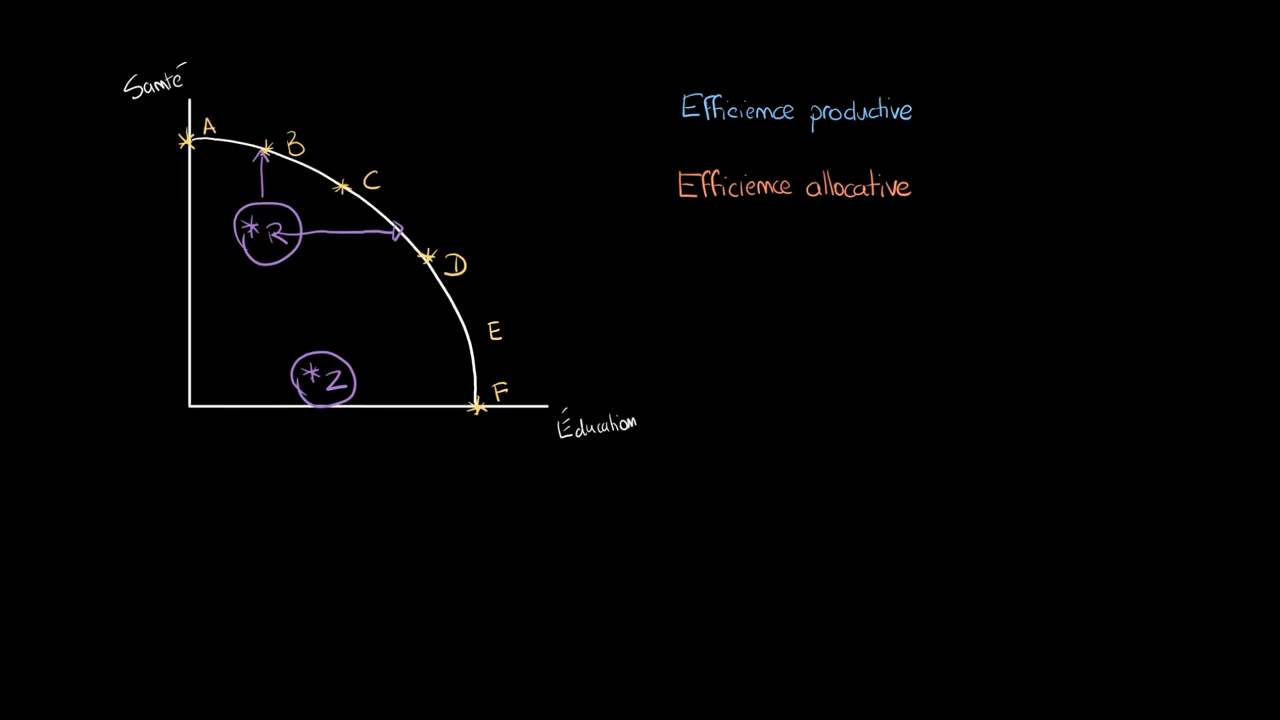 Santé
A
B
C
R
D
E
Z
F
Éducation
Efficience productive
Efficience allocative